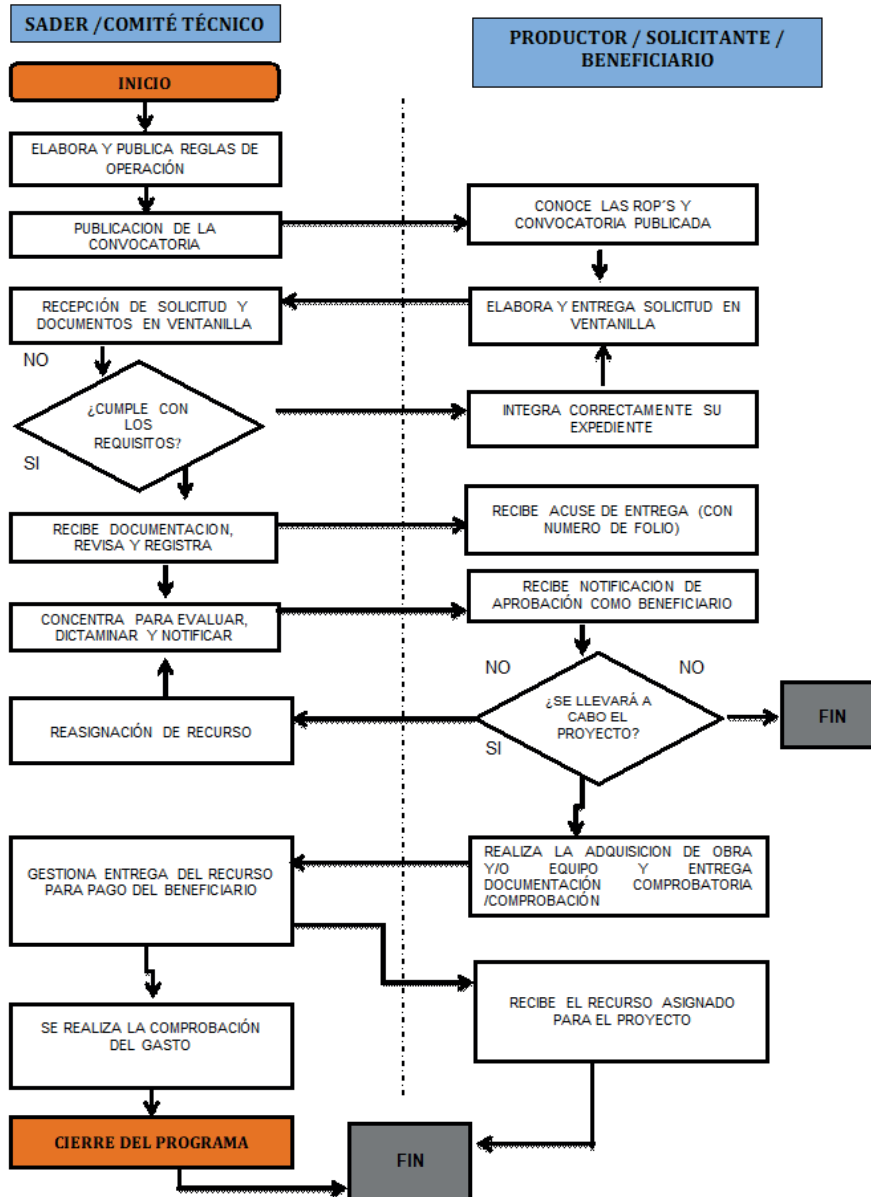 SADER /COMITÉ TÉCNICO
PRODUCTOR / SOLICITANTE /
BENEFICIARIO
INICIO
ELABORA Y PUBLICA REGLAS DE
OPERACIÓN
PUBLICACION DE LA
CONVOCATORIA
CONOCE LAS ROP´S Y
CONVOCATORIA PUBLICADA
RECEPCIÓN DE SOLICITUD Y
DOCUMENTOS EN VENTANILLA
ELABORA Y ENTREGA SOLICITUD EN
VENTANILLA
NO
¿CUMPLE CON
LOS
REQUISITOS?
SI
INTEGRA CORRECTAMENTE SU
EXPEDIENTE
RECIBE DOCUMENTACION,
REVISA Y REGISTRA
RECIBE ACUSE DE ENTREGA (CON
NUMERO DE FOLIO)
CONCENTRA PARA EVALUAR,
DICTAMINAR Y NOTIFICAR
RECIBE NOTIFICACION DE
APROBACIÓN COMO BENEFICIARIO
NO
NO
¿SE LLEVARÁ A
CABO EL
PROYECTO?
SI
REASIGNACIÓN DE RECURSO
FIN
GESTIONA ENTREGA DEL RECURSO
PARA PAGO DEL BENEFICIARIO
REALIZA LA ADQUISICION DE OBRA
Y/O EQUIPO Y ENTREGA
DOCUMENTACIÓN COMPROBATORIA
/COMPROBACIÓN
RECIBE EL RECURSO ASIGNADO
PARA EL PROYECTO
SE REALIZA LA COMPROBACIÓN
DEL GASTO
CIERRE DEL PROGRAMA
FIN